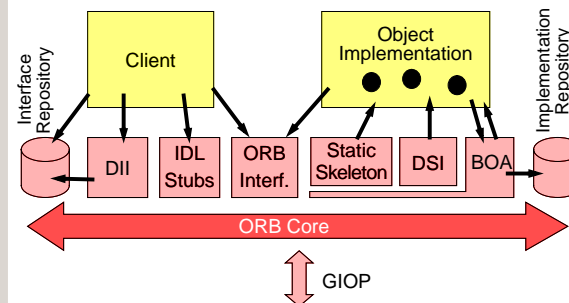 Interface
Repository
Client
Object
Implementation
Implementation
Repository
DII
IDL
Stubs
ORB
Interf.
Static
Skeleton
DSI
BOA
ORB Core
GIOP